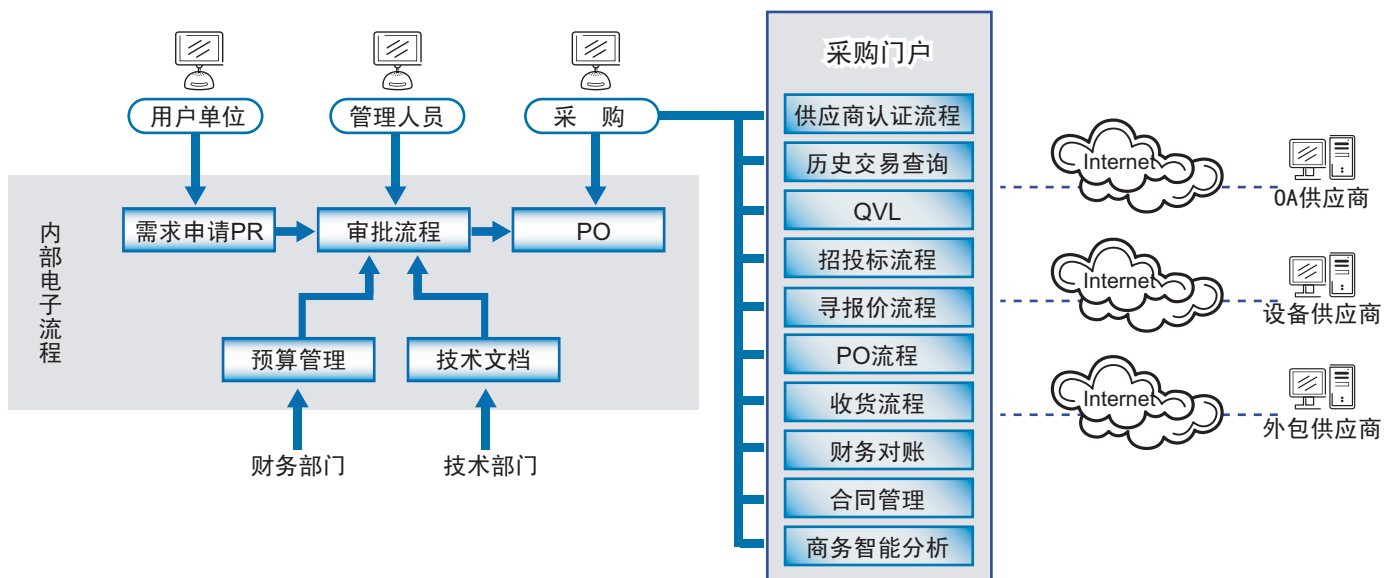 用户单位
管理人员
采 购
内部电子流程
需求申请PR
审批流程
PO
预算管理
技术文档
财务部门
技术部门
采购门户
供应商认证流程
历史交易查询
QVL
招投标流程
寻报价流程
PO流程
收货流程
财务对账
合同管理
商务智能分析
Internet
OA供应商
Internet
设备供应商
Internet
外包供应商